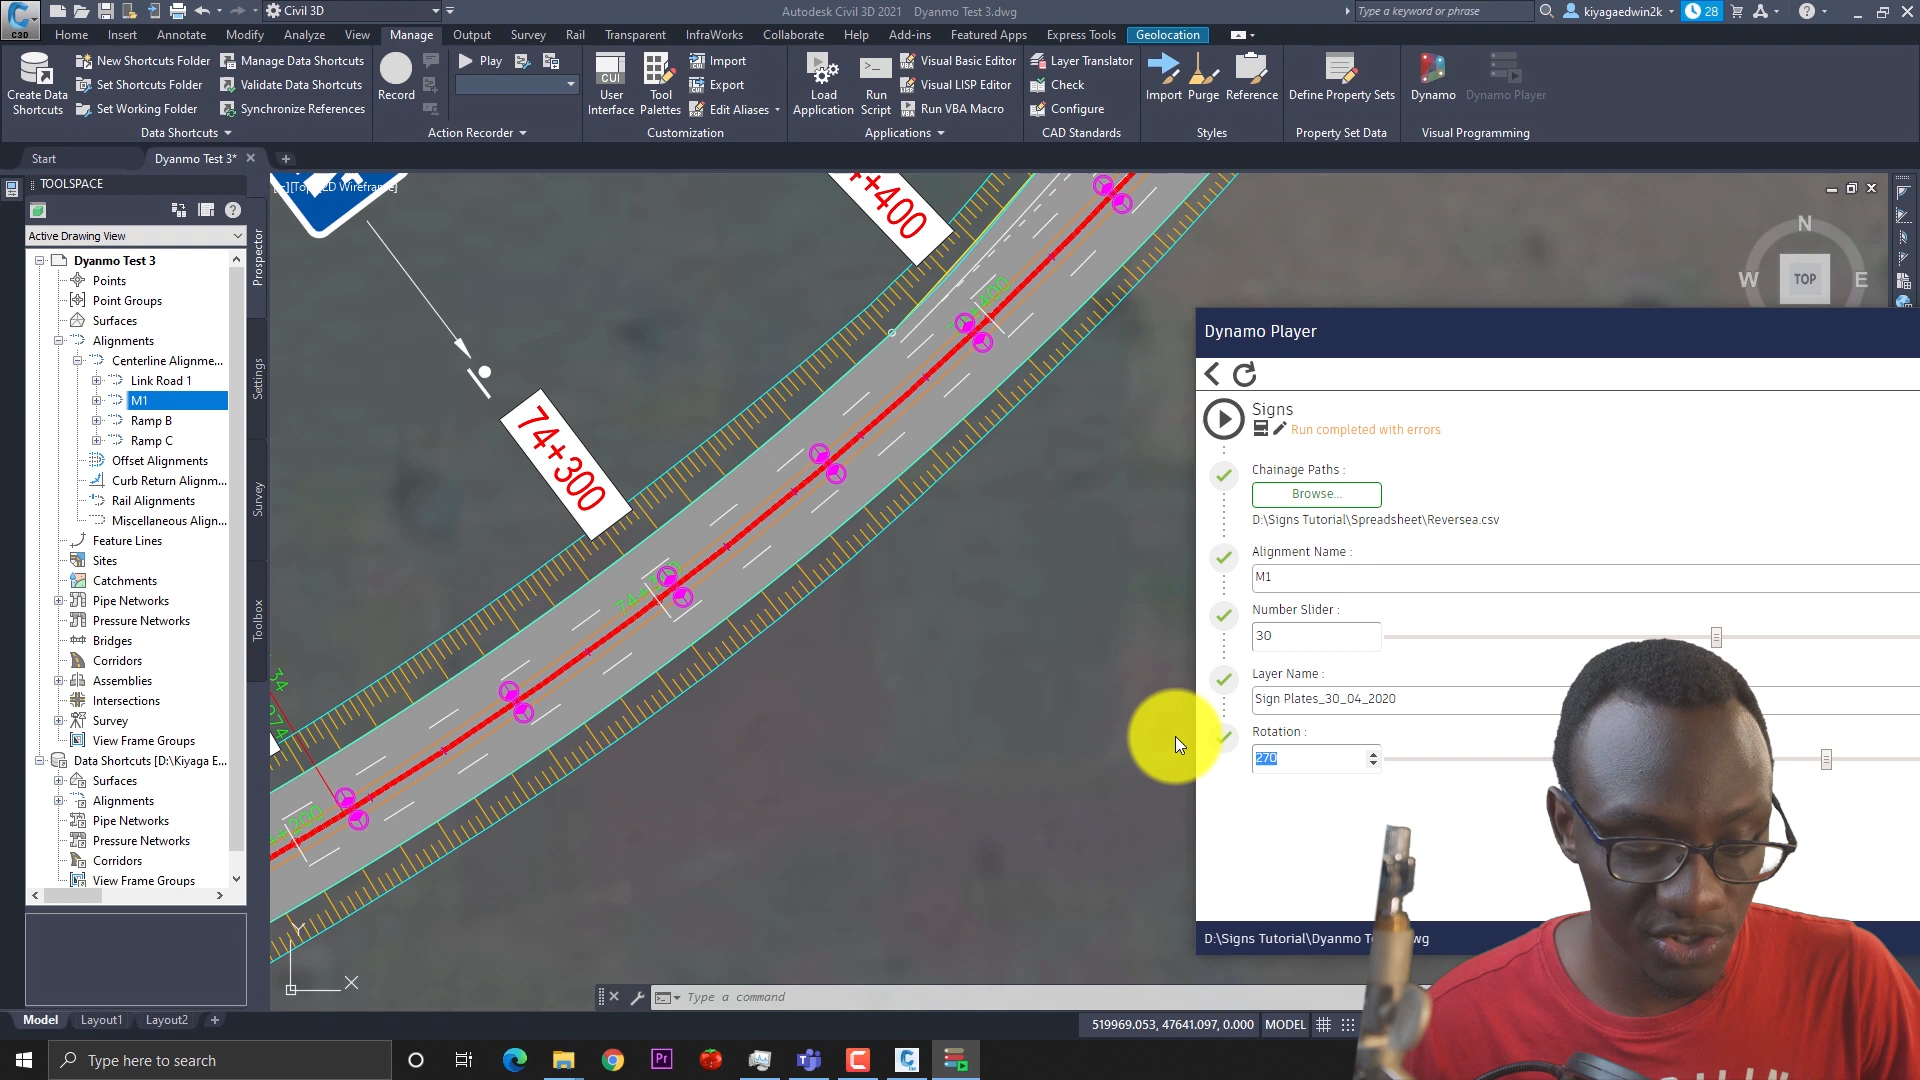 Civil 3D
Autodesk Civil 3D 2021 Dyanmo Test 3.dwg
Type a keyword or phrase
kiyagaedwin2k
28
C3D
Home Insert Annotate Modify Analyze View Manage Output Survey Rail Transparent InfraWorks Collaborate Help Add-ins Featured Apps Express Tools Geolocation
New Shortcuts Folder Manage Data Shortcuts Play Import Visual Basic Editor Layer Translator
Set Shortcuts Folder Validate Data Shortcuts Export Visual LISP Editor Check
Create Data Shortcuts
Set Working Folder Synchronize References
Record
User Interface
Tool Palettes
Edit Aliases
Load Application
Run Script
Run VBA Macro
Configure
Import Purge Reference
Define Property Sets
Dynamo Dynamo Player
Data Shortcuts Action Recorder Customization Applications CAD Standards Styles Property Set Data Visual Programming
Start Dyanmo Test 3*
TOOLSPACE
Active Drawing View
Dyanmo Test 3
Points
Point Groups
Surfaces
Alignments
Centerline Alignme...
Link Road 1
M1
Ramp B
Ramp C
Offset Alignments
Curb Return Alignm...
Rail Alignments
Miscellaneous Align...
Feature Lines
Sites
Catchments
Pipe Networks
Pressure Networks
Bridges
Corridors
Assemblies
Intersections
Survey
View Frame Groups
Data Shortcuts [D:\Kiyaga E...
Surfaces
Alignments
Pipe Networks
Pressure Networks
Corridors
View Frame Groups
Prospector
Settings
Survey
Toolbox
74+300
N
W TOP E
Dynamo Player
Signs
Run completed with errors
Chainage Paths :
Browse...
D:\Signs Tutorial\Spreadsheet\Reversea.csv
Alignment Name :
M1
Number Slider :
30
Layer Name :
Sign Plates_30_04_2020
Rotation :
270
Y
X
Type a command
Model Layout1 Layout2 +
519969.053, 47641.097, 0.000 MODEL
Type here to search